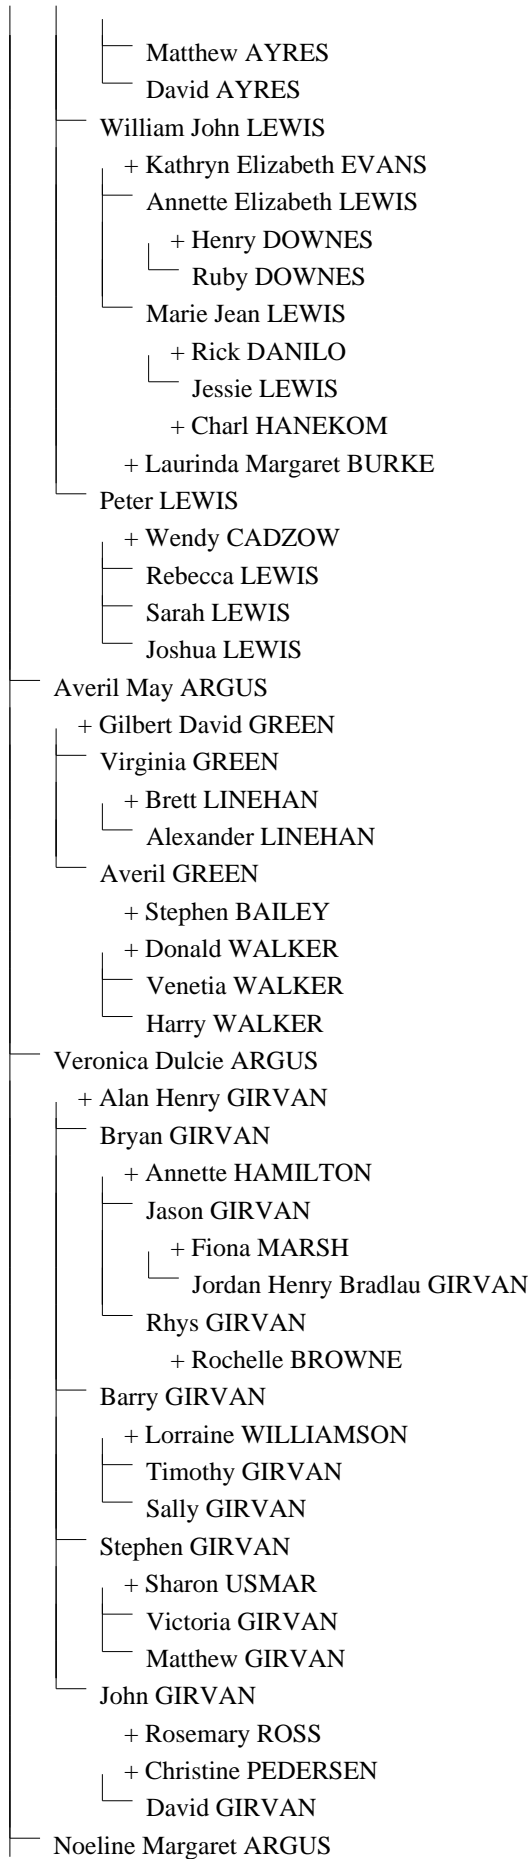 Matthew AYRES
David AYRES
William John LEWIS
+ Kathryn Elizabeth EVANS
Annette Elizabeth LEWIS
+ Henry DOWNES
Ruby DOWNES
Marie Jean LEWIS
+ Rick DANILO
Jessie LEWIS
+ Charl HANEKOM
+ Laurinda Margaret BURKE
Peter LEWIS
+ Wendy CADZOW
Rebecca LEWIS
Sarah LEWIS
Joshua LEWIS
Averil May ARGUS
+ Gilbert David GREEN
Virginia GREEN
+ Brett LINEHAN
Alexander LINEHAN
Averil GREEN
+ Stephen BAILEY
+ Donald WALKER
Venetia WALKER
Harry WALKER
Veronica Dulcie ARGUS
+ Alan Henry GIRVAN
Bryan GIRVAN
+ Annette HAMILTON
Jason GIRVAN
+ Fiona MARSH
Jordan Henry Bradlau GIRVAN
Rhys GIRVAN
+ Rochelle BROWNE
Barry GIRVAN
+ Lorraine WILLIAMSON
Timothy GIRVAN
Sally GIRVAN
Stephen GIRVAN
+ Sharon USMAR
Victoria GIRVAN
Matthew GIRVAN
John GIRVAN
+ Rosemary ROSS
+ Christine PEDERSEN
David GIRVAN
Noeline Margaret ARGUS